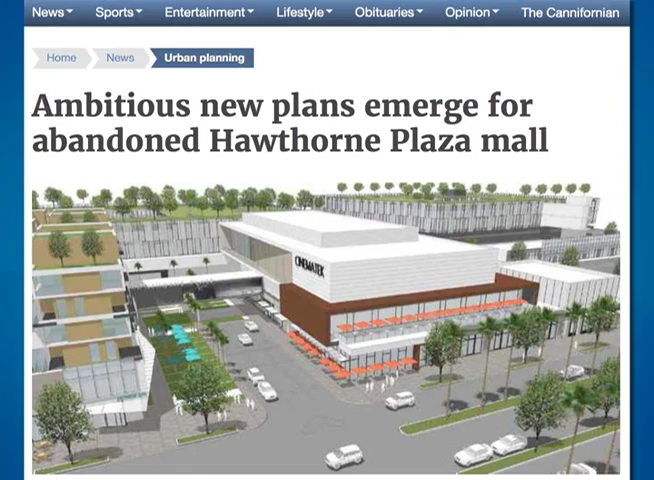 News Sports Entertainment Lifestyle Obituaries Opinion The Cannifornian
Home News Urban planning
Ambitious new plans emerge for
abandoned Hawthorne Plaza mall
CINEMATEK